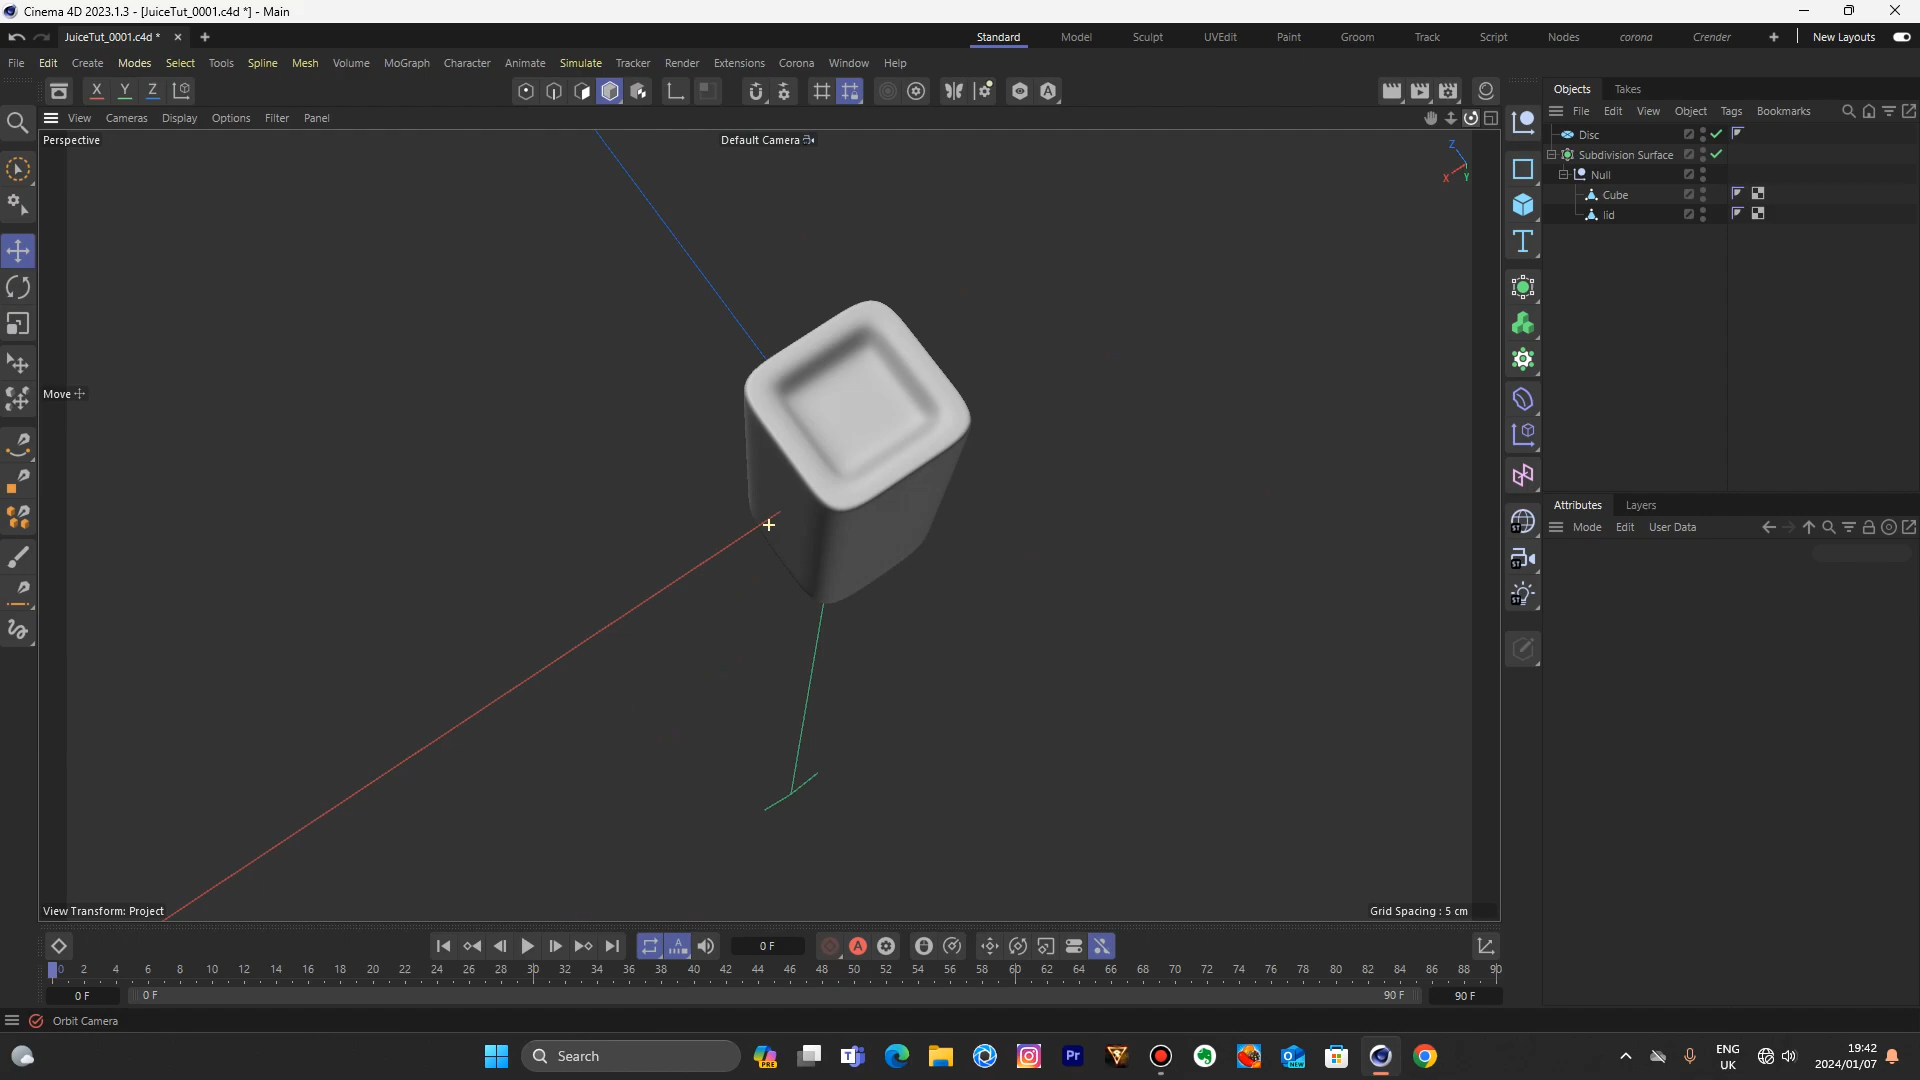 Cinema 4D 2023.1.3 - [JuiceTut_0001.c4d *] - Main
JuiceTut_0001.c4d *
Standard Model Sculpt UVEdit Paint Groom Track Script Nodes corona Crender New Layouts
File Edit Create Modes Select Tools Spline Mesh Volume MoGraph Character Animate Simulate Tracker Render Extensions Corona Window Help
X Y Z
Objects Takes
File Edit View Object Tags Bookmarks
View Cameras Display Options Filter Panel
Perspective
Default Camera
Z
X Y
Disc
Subdivision Surface
Null
Cube
lid
Move
Attributes Layers
Mode Edit User Data
View Transform: Project
Grid Spacing : 5 cm
0 F
0 2 4 6 8 10 12 14 16 18 20 22 24 26 28 30 32 34 36 38 40 42 44 46 48 50 52 54 56 58 60 62 64 66 68 70 72 74 76 78 80 82 84 86 88 90
0 F 0 F 90 F 90 F
Orbit Camera
Search
PRE
Pr
NEW
ENG
UK
19:42
2024/01/07